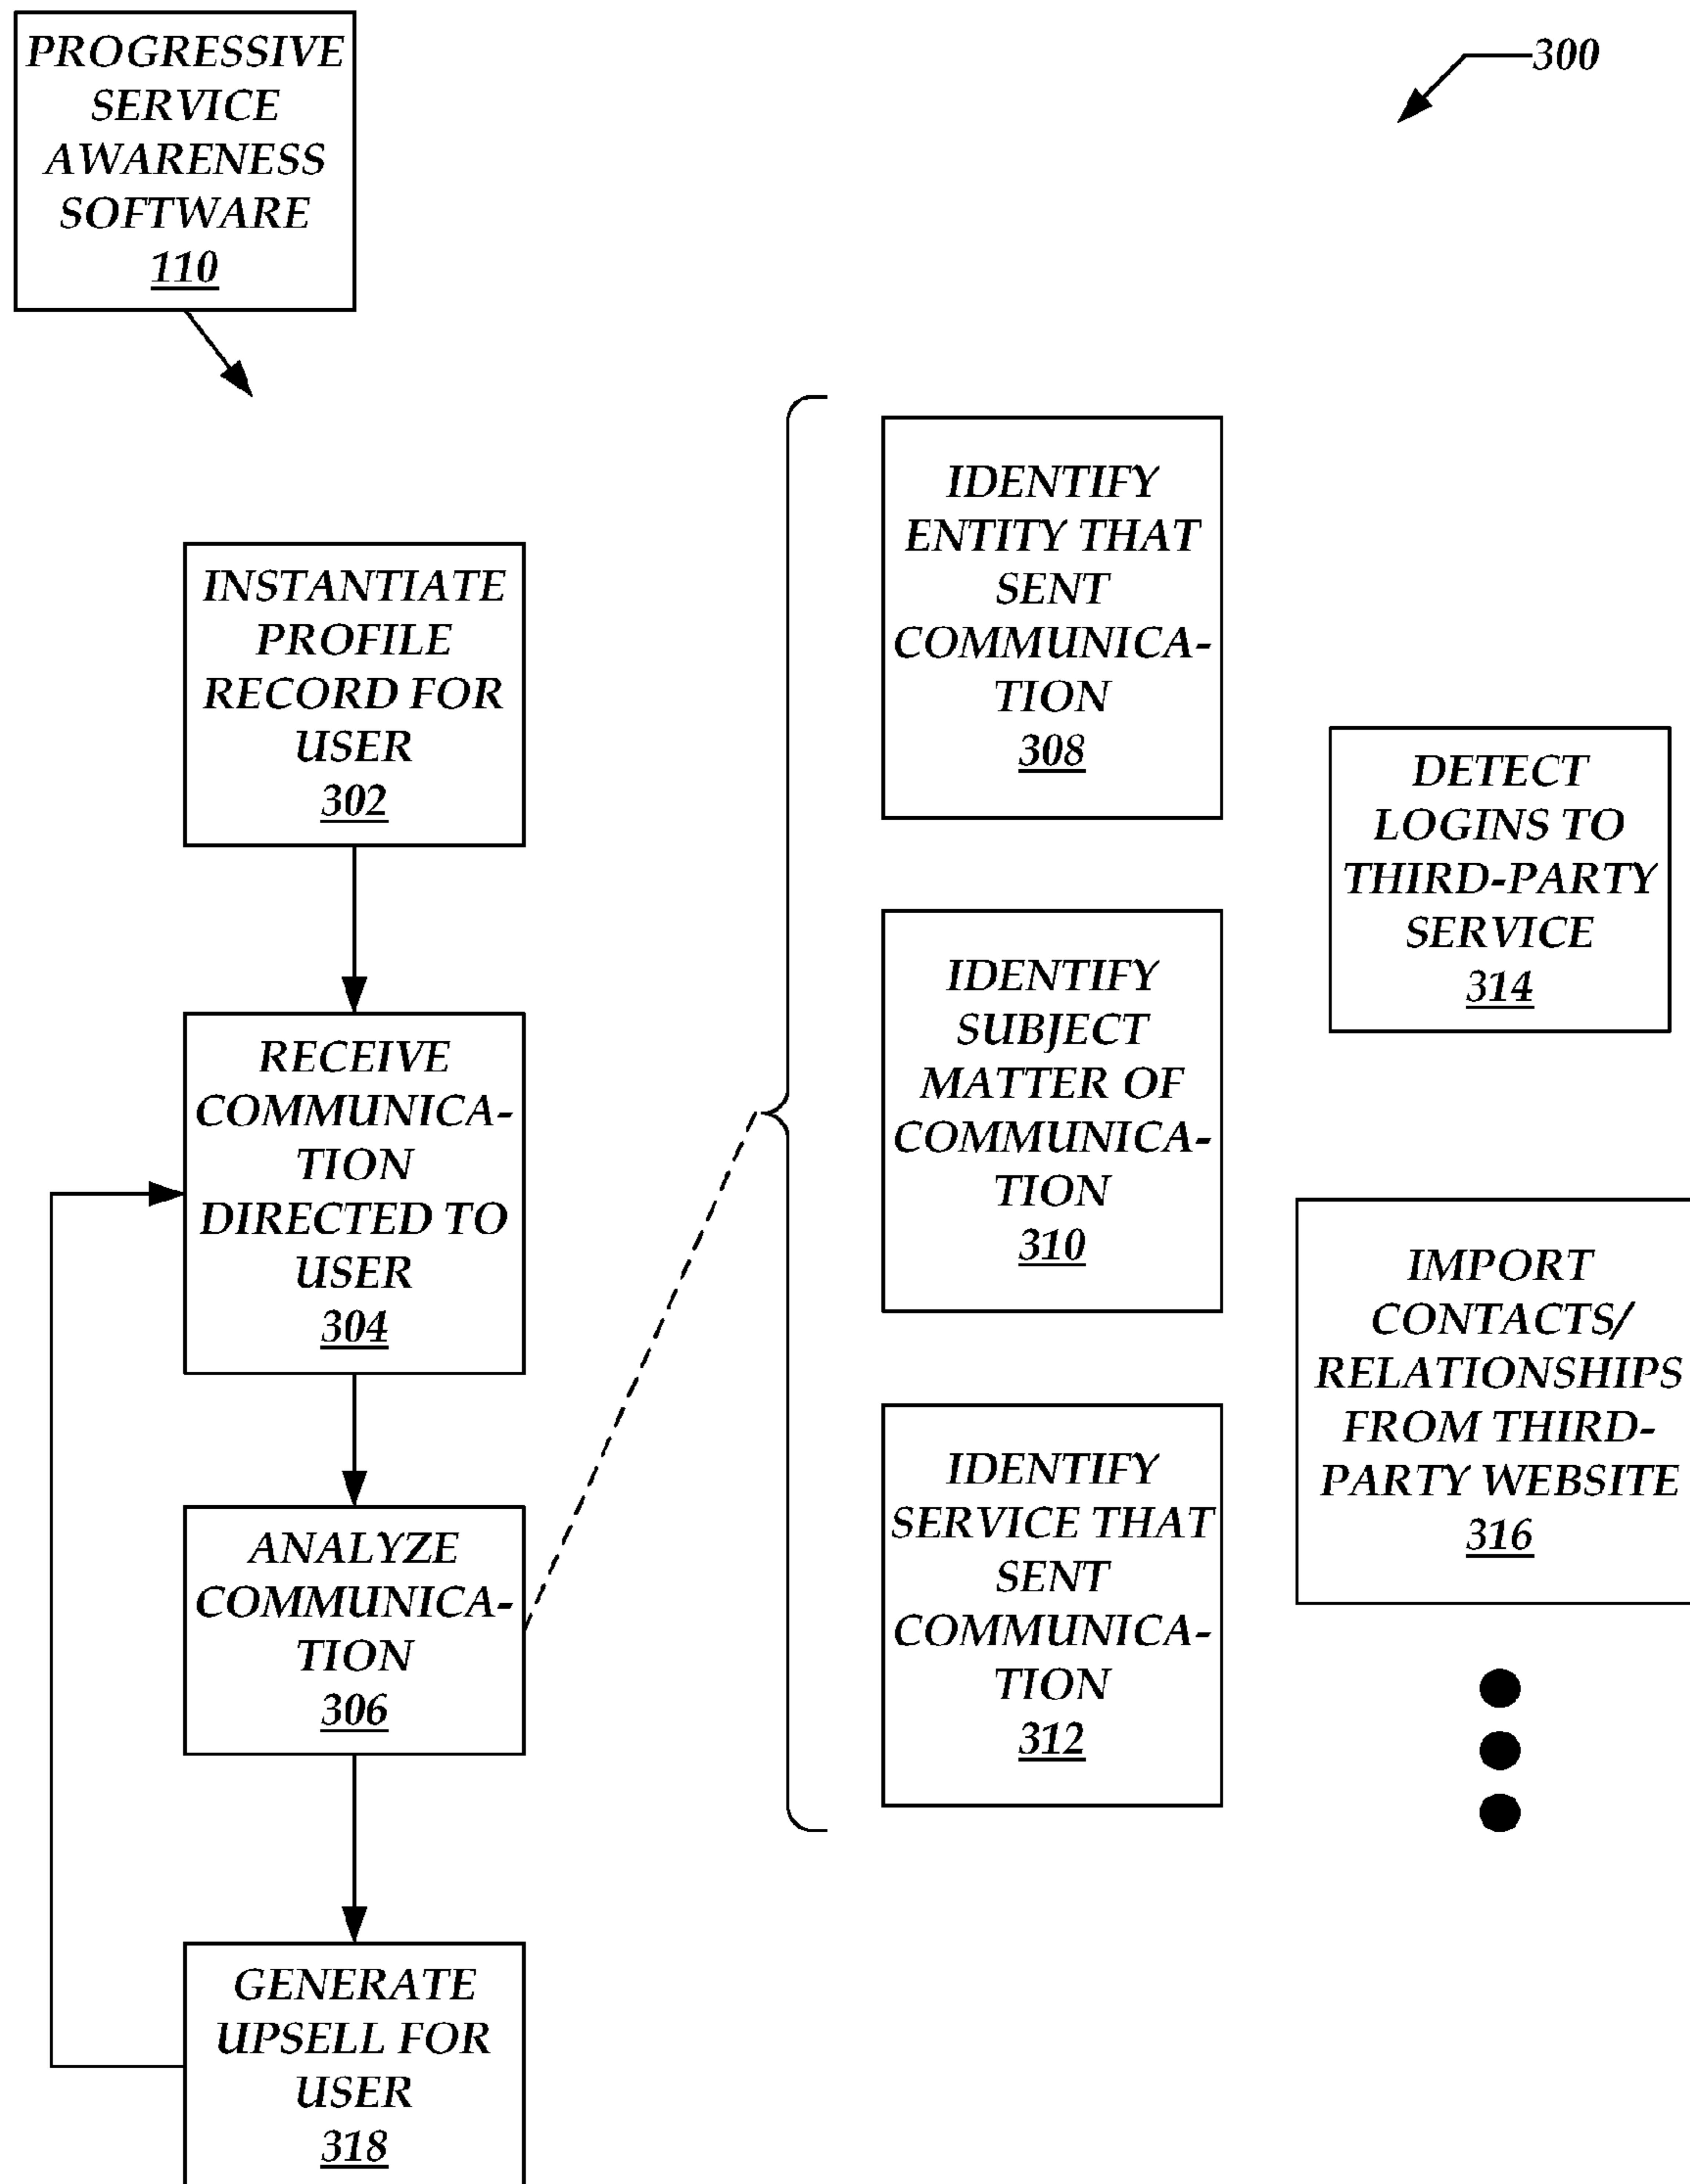 PROGRESSIVE
SERVICE
AWARENESS
SOFTWARE
110
300
INSTANTIATE
PROFILE
RECORD FOR
USER
302
RECEIVE
COMMUNICA-
TION
DIRECTED TO
USER
304
ANALYZE
COMMUNICA-
TION
306
GENERATE
UPSELL FOR
USER
318
IDENTIFY
ENTITY THAT
SENT
COMMUNICA-
TION
308
IDENTIFY
SUBJECT
MATTER OF
COMMUNICA-
TION
310
IDENTIFY
SERVICE THAT
SENT
COMMUNICA-
TION
312
DETECT
LOGINS TO
THIRD-PARTY
SERVICE
314
IMPORT
CONTACTS/
RELATIONSHIPS
FROM THIRD-
PARTY WEBSITE
316